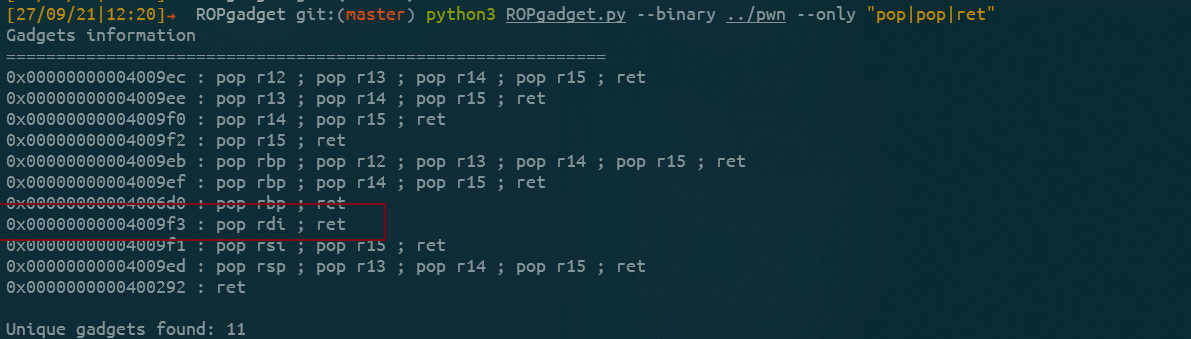 [27/09/21|12:20]→ ROPgadget git:(master) python3 ROPgadget.py --binary ../pwn --only "pop|pop|ret"
Gadgets information
============================================================
0x00000000004009ec : pop r12 ; pop r13 ; pop r14 ; pop r15 ; ret
0x00000000004009ee : pop r13 ; pop r14 ; pop r15 ; ret
0x00000000004009f0 : pop r14 ; pop r15 ; ret
0x00000000004009f2 : pop r15 ; ret
0x00000000004009eb : pop rbp ; pop r12 ; pop r13 ; pop r14 ; pop r15 ; ret
0x00000000004009ef : pop rbp ; pop r14 ; pop r15 ; ret
0x00000000004006d0 : pop rbp ; ret
0x00000000004009f3 : pop rdi ; ret
0x00000000004009f1 : pop rsi ; pop r15 ; ret
0x00000000004009ed : pop rsp ; pop r13 ; pop r14 ; pop r15 ; ret
0x0000000000400292 : ret
Unique gadgets found: 11